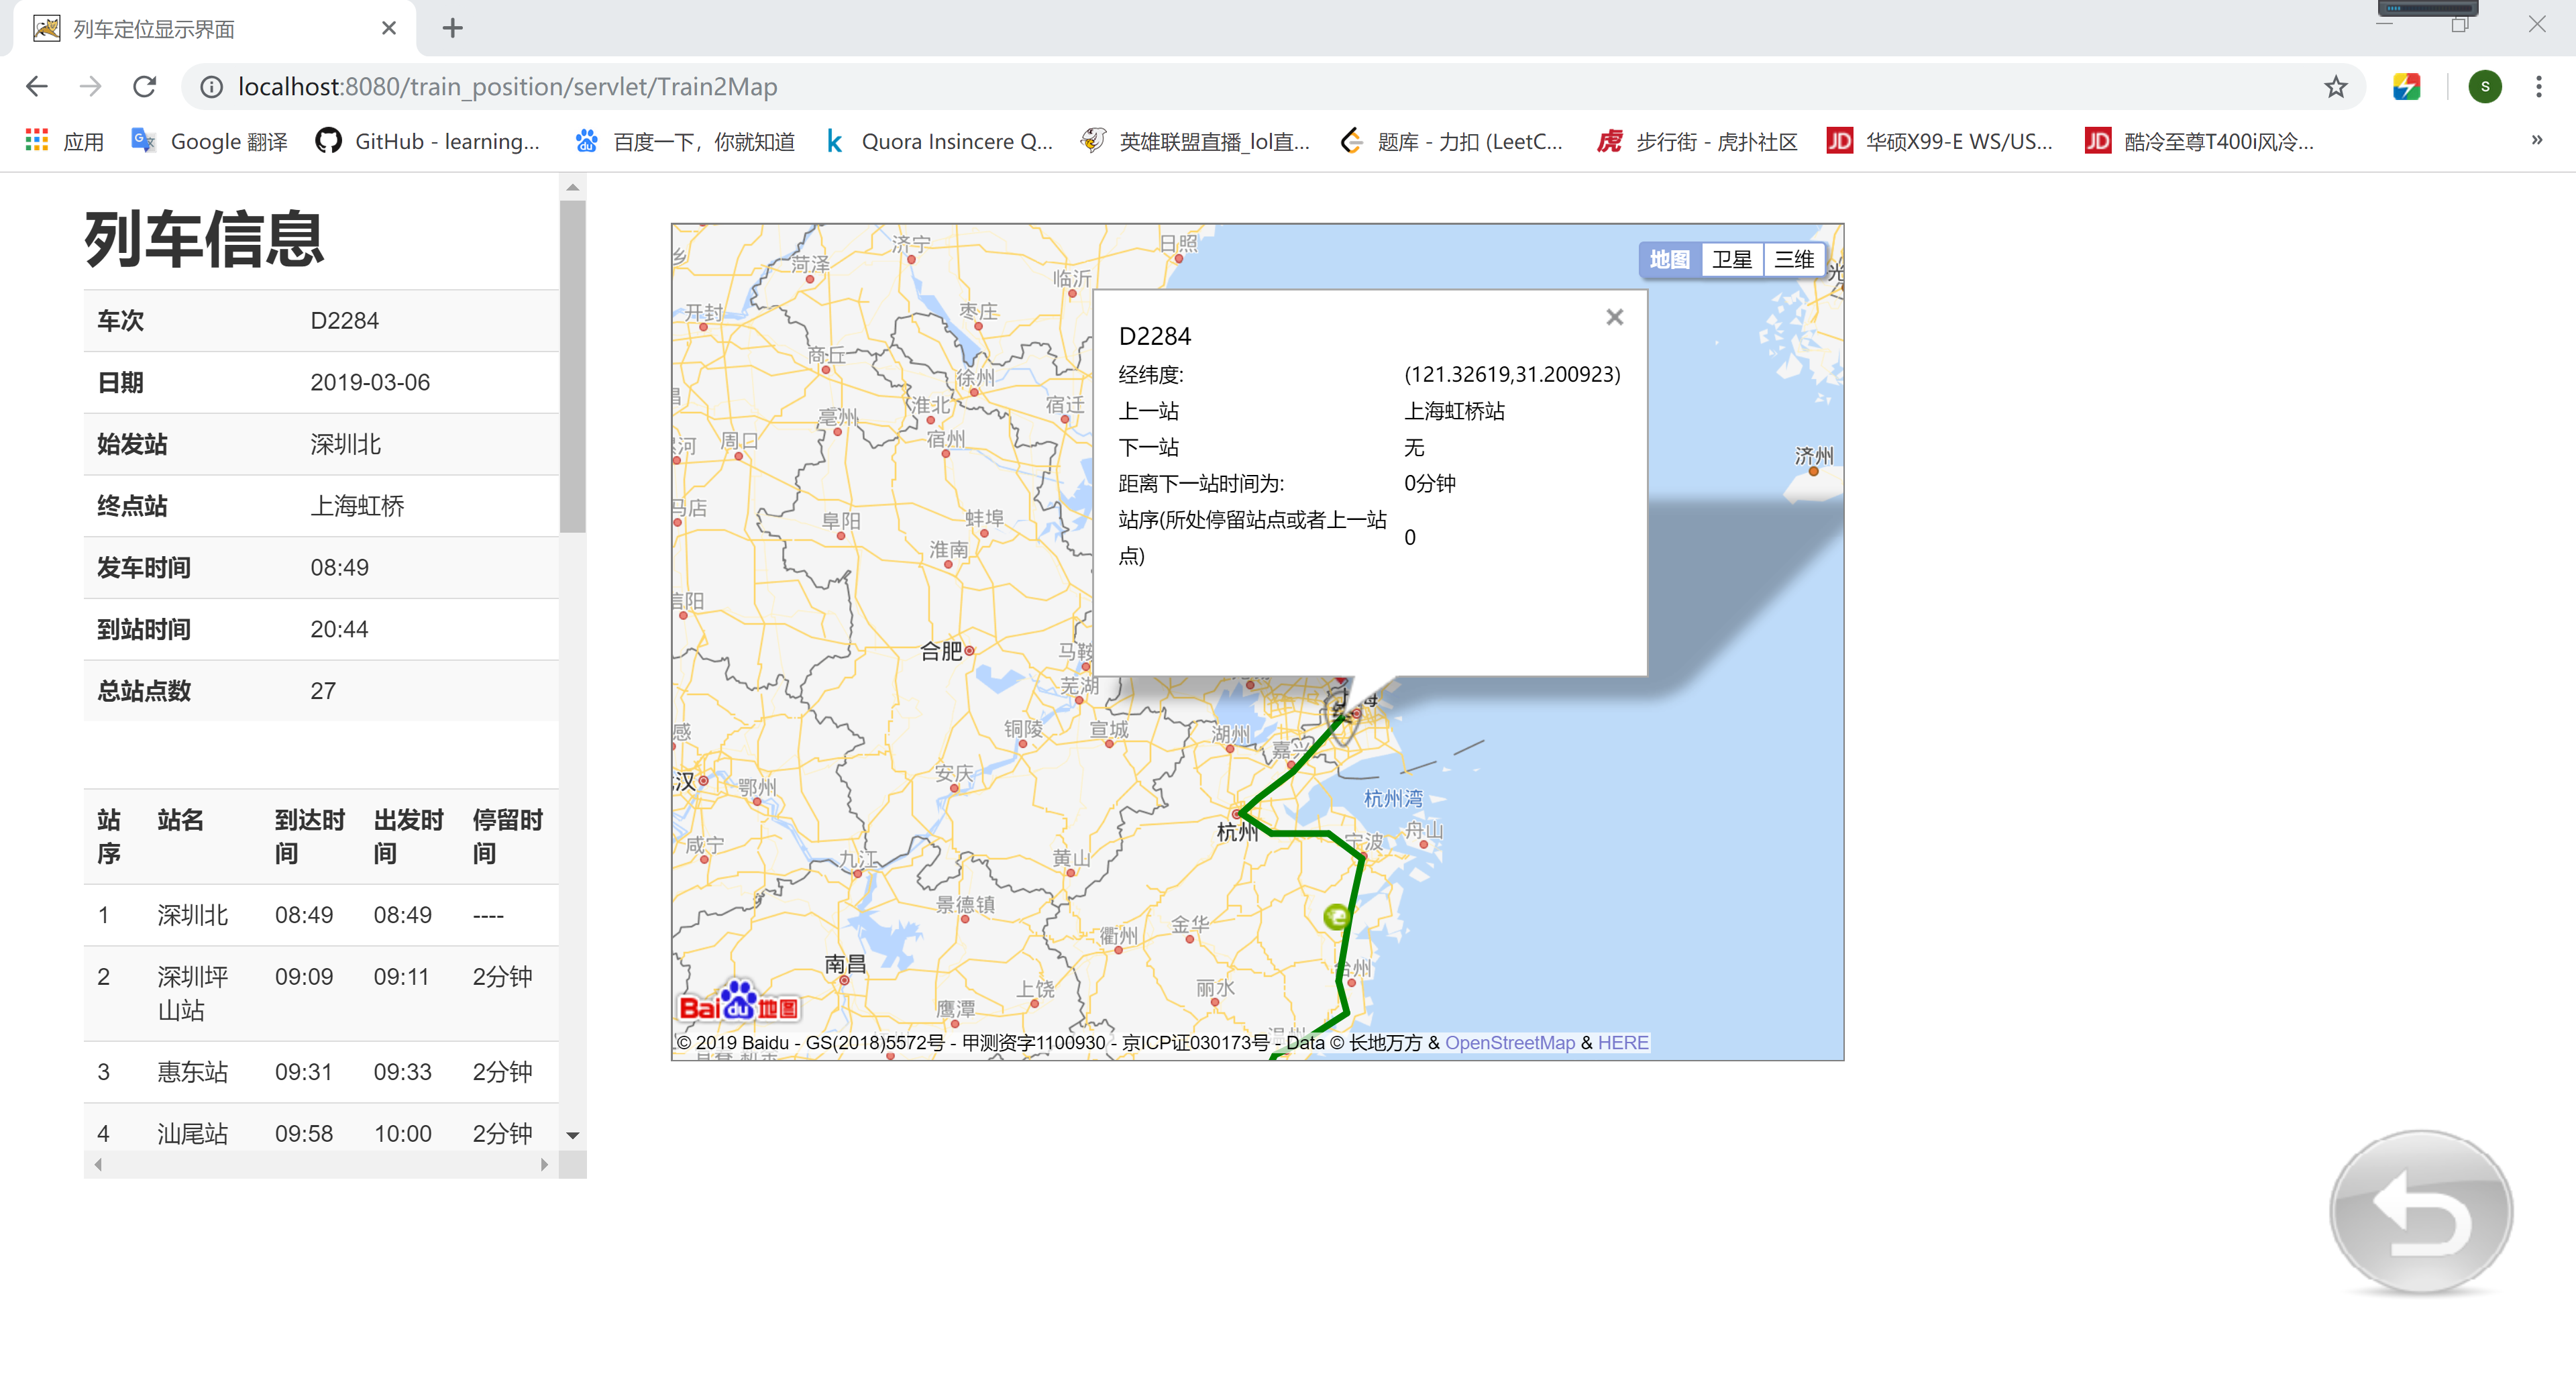 列车定位显示界面
localhost:8080/train_position/servlet/Train2Map
应用 Google 翻译 GitHub - learning... 百度一下，你就知道 Quora Insincere Q... 英雄联盟直播_lol直... 题库 - 力扣 (LeetC... 步行街 - 虎扑社区 华硕X99-E WS/US... 酷冷至尊T400i风冷... »
S
列车信息
车次 D2284
日期 2019-03-06
始发站 深圳北
终点站 上海虹桥
发车时间 08:49
到站时间 20:44
总站点数 27
站序 站名 到达时间 出发时间 停留时间
1 深圳北 08:49 08:49 ----
2 深圳坪山站 09:09 09:11 2分钟
3 惠东站 09:31 09:33 2分钟
4 汕尾站 09:58 10:00 2分钟
地图 卫星 三维
D2284
经纬度: (121.32619,31.200923)
上一站 上海虹桥站
下一站 无
距离下一站时间为: 0分钟
站序(所处停留站点或者上一站点) 0
济宁
日照
菏泽
临沂
开封
枣庄
商丘
徐州
亳州
淮北
宿迁
周口
宿州
济州
阜阳
蚌埠
淮南
合肥
芜湖
铜陵
宣城
湖州
嘉兴
安庆
鄂州
杭州湾
杭州
宁波
舟山
咸宁
九江
黄山
景德镇
金华
衢州
南昌
台州
丽水
上饶
鹰潭
Bai du 地图
© 2019 Baidu - GS(2018)5572号 - 甲测资字1100930 - 京ICP证030173号 - Data © 长地万方 & OpenStreetMap & HERE